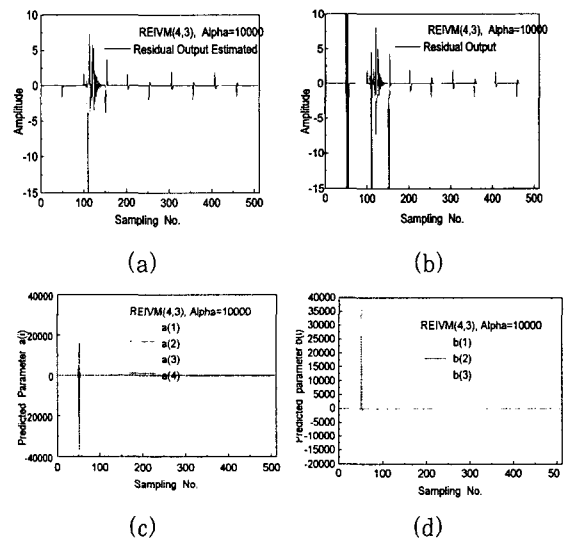 10
5
0
-5
-10
-15
Amplitude
REIVM(4,3), Alpha=10000
Residual Output Estimated
0 100 200 300 400 500
Sampling No.
(a)
10
5
0
-5
-10
-15
Amplitude
REIVM(4,3), Alpha=10000
Residual Output
0 100 200 300 400 500
Sampling No.
(b)
40000
20000
0
-20000
-40000
Predicted Parameter a(i)
REIVM(4,3), Alpha=10000
a(1)
a(2)
a(3)
a(4)
0 100 200 300 400 500
Sampling No.
(c)
40000
35000
30000
25000
20000
15000
10000
5000
0
-5000
-10000
-15000
-20000
Predicted parameter b(i)
REIVM(4,3), Alpha=10000
b(1)
b(2)
b(3)
0 100 200 300 400 50
Sampling No.
(d)